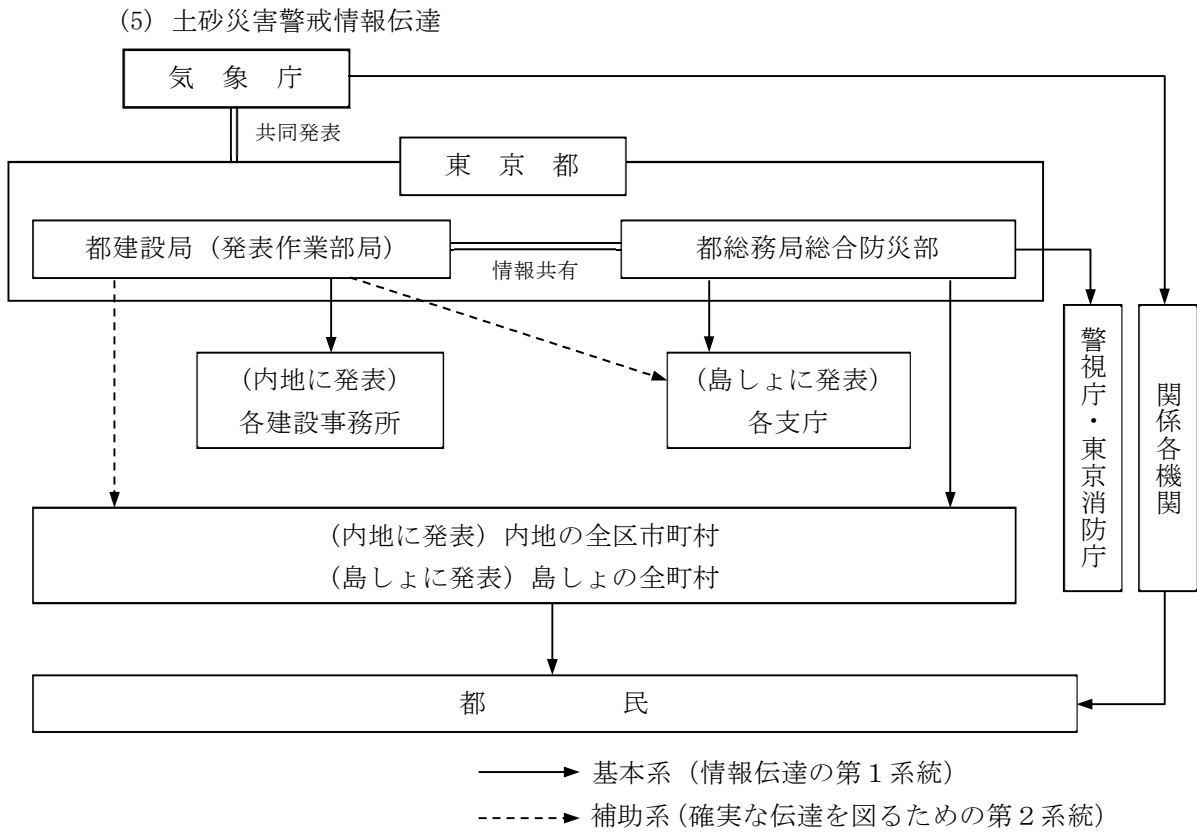 (5) 土砂災害警戒情報伝達
気 象 庁
共同発表
東 京 都
都建設局（発表作業部局）
情報共有
都総務局総合防災部
(内地に発表)
各建設事務所
(島しょに発表)
各支庁
警視庁・東京消防庁
関係各機関
(内地に発表) 内地の全区市町村
(島しょに発表) 島しょの全町村
都 民
基本系（情報伝達の第１系統）
補助系（確実な伝達を図るための第２系統）